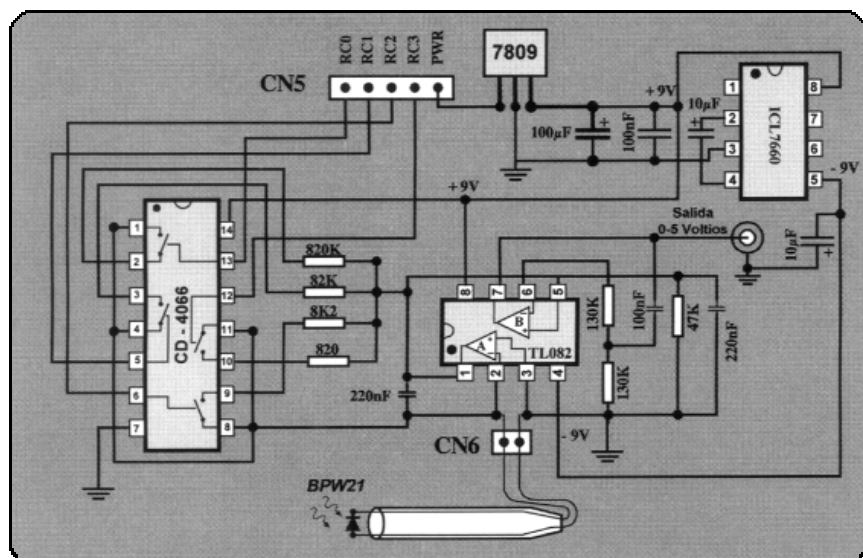 RC0
RC1
RC2
RC3
PWR
CN5
7809
+9V
100µF
+
100nF
10µF
+
1
2
3
4
8
7
6
5
ICL7660
- 9V
+9V
Salida
0-5 Voltios
10µF
+
1
2
3
4
5
6
7
14
13
12
11
10
9
8
CD - 4066
820K
82K
8K2
820
220nF
8
7
6
5
B
A
TL082
1
2
3
4
130K
100nF
47K
220nF
130K
CN6
- 9V
BPW21